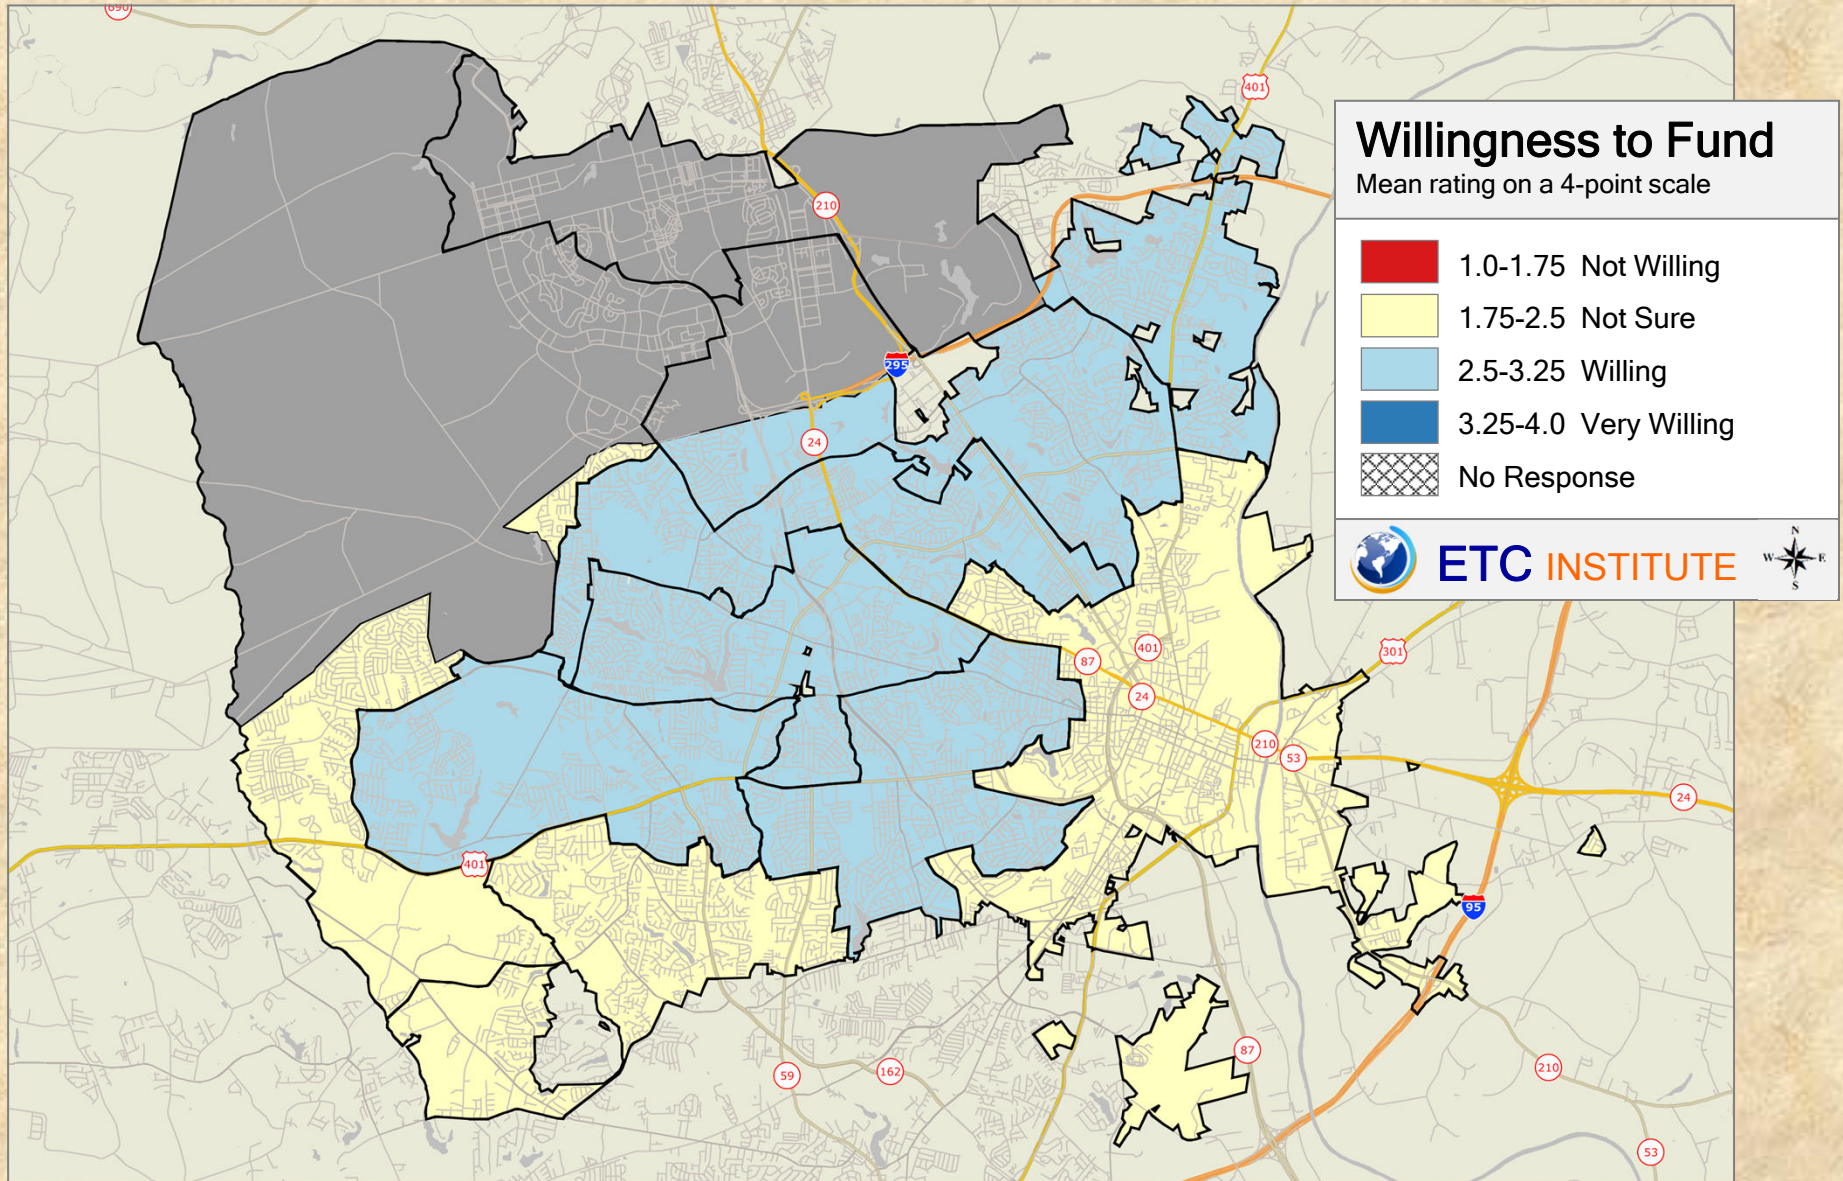 690
401
Willingness to Fund
Mean rating on a 4-point scale
210
1.0-1.75 Not Willing
1.75-2.5 Not Sure
295
2.5-3.25 Willing
3.25-4.0 Very Willing
24
No Response
N
W E
S
ETC INSTITUTE
401
301
87
24
210
53
24
401
95
87
59
162
210
53